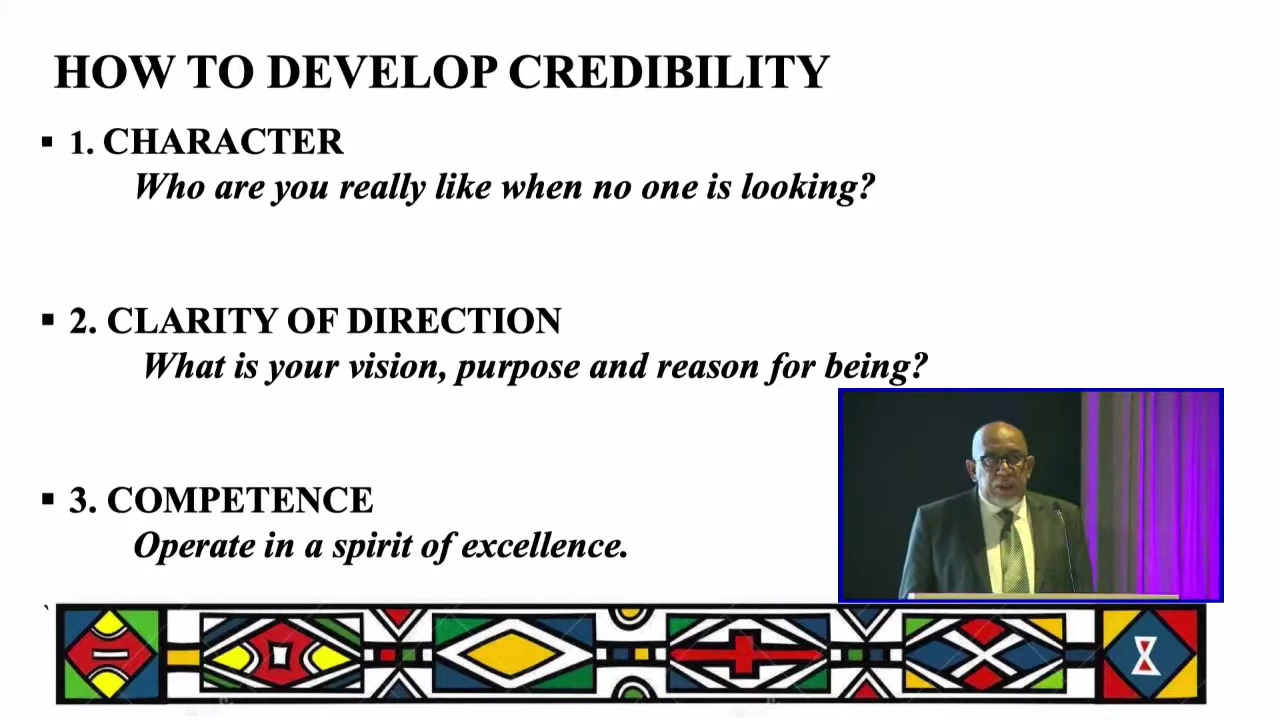 HOW TO DEVELOP CREDIBILITY
▪ 1. CHARACTER
Who are you really like when no one is looking?
▪ 2. CLARITY OF DIRECTION
What is your vision, purpose and reason for being?
▪ 3. COMPETENCE
Operate in a spirit of excellence.
`